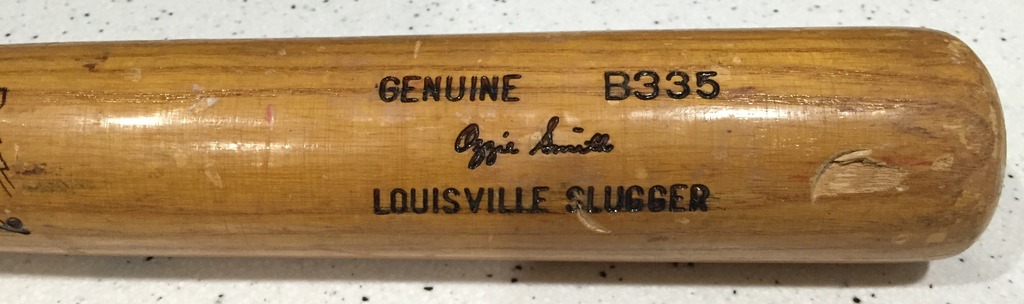 GENUINE B335
Ozzie Smith
LOUISVILLE SLUGGER